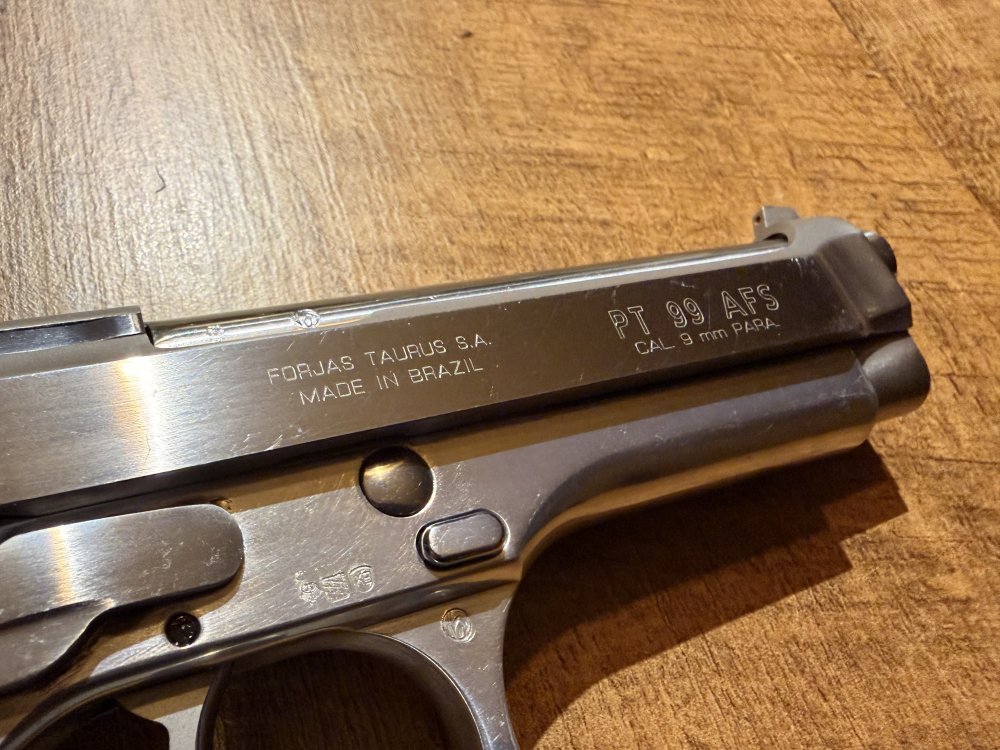 FORJAS TAURUS S.A.
MADE IN BRAZIL
PT 99 AFS
CAL. 9 mm PARA.